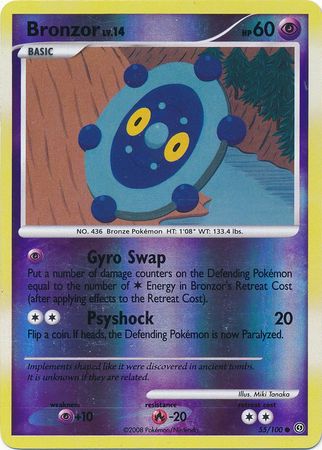 Bronzor LV.14 HP 60
BASIC
NO. 436 Bronze Pokémon HT: 1'08" WT: 133.4 lbs.
Gyro Swap
Put a number of damage counters on the Defending Pokémon
equal to the number of Energy in Bronzor's Retreat Cost
(after applying effects to the Retreat Cost).
Psyshock 20
Flip a coin. If heads, the Defending Pokémon is now Paralyzed.
Implements shaped like it were discovered in ancient tombs.
It is unknown if they are related.
Illus. Miki Tanaka
weakness resistance retreat cost
+10 -20
©2008 Pokémon/Nintendo
55/100